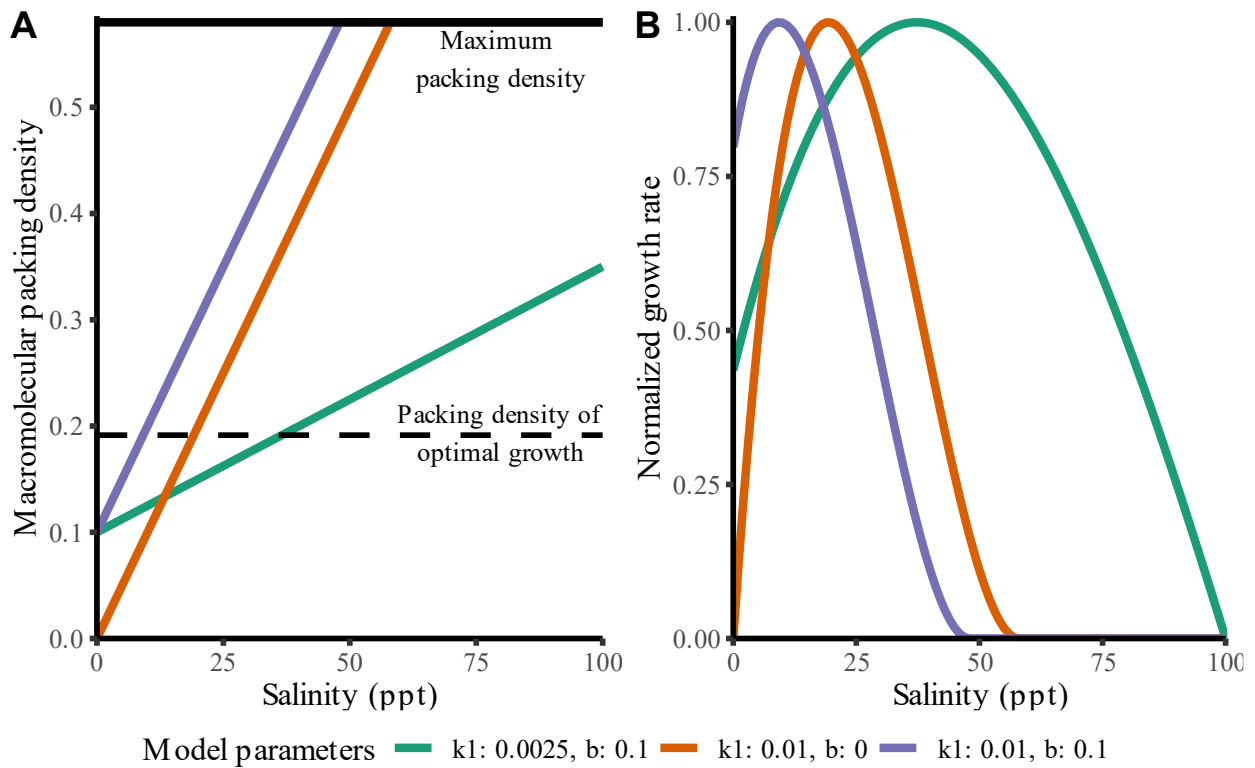 A
Macromolecular packing density
0.5
0.4
0.3
0.2
0.1
0.0
Maximum
packing density
Packing density of
optimal growth
0
25
50
75
100
Salinity (ppt)
B
Normalized growth rate
1.00
0.75
0.50
0.25
0.00
0
25
50
75
100
Salinity (ppt)
Model parameters k1: 0.0025, b: 0.1 k1: 0.01, b: 0 k1: 0.01, b: 0.1